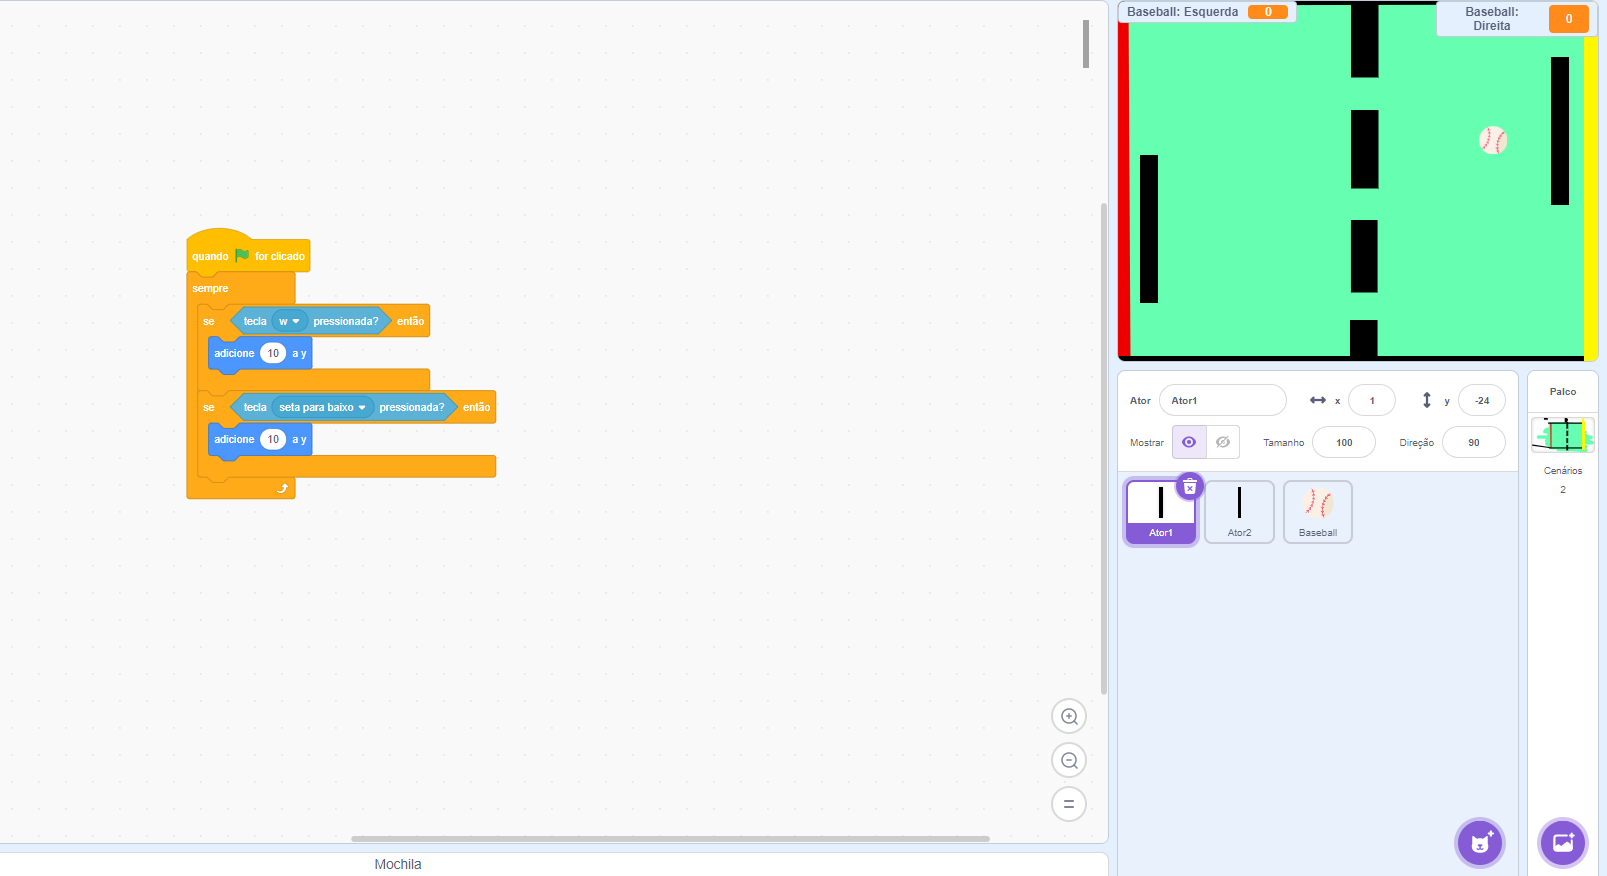 Baseball: Esquerda 0
Baseball: Direita 0
quando for clicado
sempre
se tecla w pressionada? então
adicione 10 a y
se tecla seta para baixo pressionada? então
adicione 10 a y
Mochila
Ator Ator1 x 1 y -24
Mostrar Tamanho 100 Direção 90
Ator1
Ator2
Baseball
Palco
Cenários
2